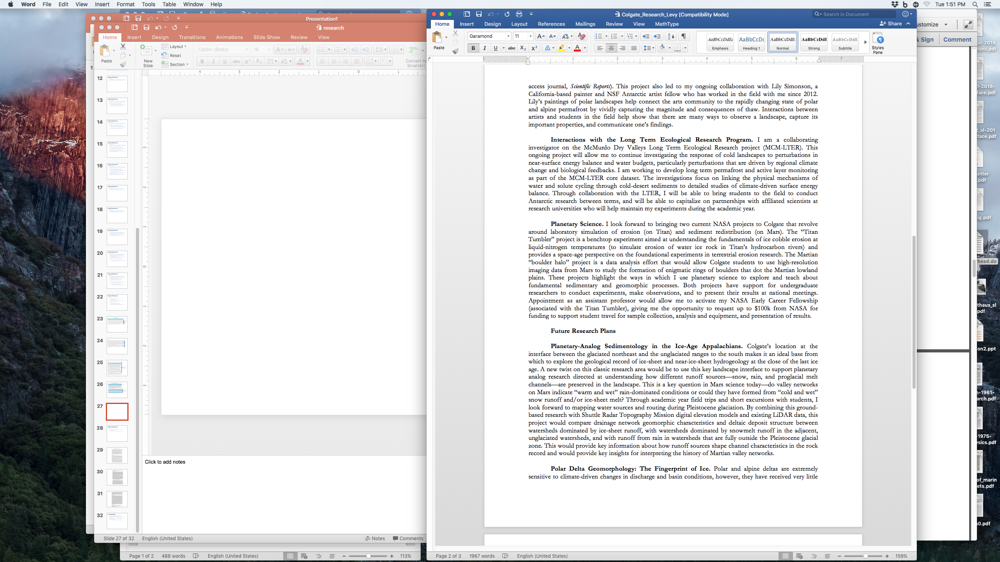 Word File Edit View Insert Format Tools Table Window Help
Tue 1:51 PM
Presentation1
research
Home Insert Design Transitions Animations Slide Show Review View
Paste
New Slide
Layout
Reset
Section
Calibri (Body) 18
Convert to SmartArt
12
13
14
15
16
17
18
19
20
21
22
23
24
25
26
27
28
29
30
31
32
Click to add notes
Slide 27 of 32 English (United States) Notes Comments
Page 1 of 2 488 words English (United States) 113%
Colgate_Research_Levy [Compatibility Mode]
Search in Document
Home Insert Design Layout References Mailings Review View MathType
Share
Paste
Garamond 11
AaBbCcDdEe Emphasis
AaBbCcDc Heading 1
AaBbCcDdE Normal
AaBbCcDdI Strong
AaBbCcDdE Subtitle
Styles Pane
access journal, Scientific Reports). This project also led to my ongoing collaboration with Lily Simonson, a
California-based painter and NSF Antarctic artist fellow who has worked in the field with me since 2012.
Lily’s paintings of polar landscapes help connect the arts community to the rapidly changing state of polar
and alpine permafrost by vividly capturing the magnitude and consequences of thaw. Interactions between
artists and students in the field help show that there are many ways to observe a landscape, capture its
important properties, and communicate one’s findings.
Interactions with the Long Term Ecological Research Program. I am a collaborating
investigator on the McMurdo Dry Valleys Long Term Ecological Research project (MCM-LTER). This
ongoing project will allow me to continue investigating the response of cold landscapes to perturbations in
near-surface energy balance and water budgets, particularly perturbations that are driven by regional climate
change and biological feedbacks. I am working to develop long term permafrost and active layer monitoring
as part of the MCM-LTER core dataset. The investigations focus on linking the physical mechanisms of
water and solute cycling through cold-desert sediments to detailed studies of climate-driven surface energy
balance. Through collaboration with the LTER, I will be able to bring students to the field to conduct
Antarctic research between terms, and will be able to capitalize on partnerships with affiliated scientists at
research universities who will help maintain my experiments during the academic year.
Planetary Science. I look forward to bringing two current NASA projects to Colgate that revolve
around laboratory simulation of erosion (on Titan) and sediment redistribution (on Mars). The “Titan
Tumbler” project is a benchtop experiment aimed at understanding the fundamentals of ice cobble erosion at
liquid-nitrogen temperatures (to simulate erosion of water ice rock in Titan’s hydrocarbon rivers) and
provides a space-age perspective on the foundational experiments in terrestrial erosion research. The Martian
“boulder halo” project is a data analysis effort that would allow Colgate students to use high-resolution
imaging data from Mars to study the formation of enigmatic rings of boulders that dot the Martian lowland
plains. These projects highlight the ways in which I use planetary science to explore and teach about
fundamental sedimentary and geomorphic processes. Both projects have support for undergraduate
researchers to conduct experiments, make observations, and to present their results at national meetings.
Appointment as an assistant professor would allow me to activate my NASA Early Career Fellowship
(associated with the Titan Tumbler), giving me the opportunity to request up to $100k from NASA for
funding to support student travel for sample collection, analysis and equipment, and presentation of results.
Future Research Plans
Planetary-Analog Sedimentology in the Ice-Age Appalachians. Colgate’s location at the
interface between the glaciated northeast and the unglaciated ranges to the south makes it an ideal base from
which to explore the geological record of ice-sheet and near-ice-sheet hydrogeology at the close of the last ice
age. A new twist on this classic research area would be to use this key landscape interface to support planetary
analog research directed at understanding how different runoff sources—snow, rain, and proglacial melt
channels—are preserved in the landscape. This is a key question in Mars science today—do valley networks
on Mars indicate “warm and wet” rain-dominated conditions or could they have formed from “cold and wet”
snow runoff and/or ice-sheet melt? Through academic year field trips and short excursions with students, I
look forward to mapping water sources and routing during Pleistocene glaciation. By combining this ground-
based research with Shuttle Radar Topography Mission digital elevation models and existing LiDAR data, this
project would compare drainage network geomorphic characteristics and deltaic deposit structure between
watersheds dominated by ice-sheet runoff, with watersheds dominated by snowmelt runoff in the adjacent,
unglaciated watersheds, and with runoff from rain in watersheds that are fully outside the Pleistocene glacial
zone. This would provide key information about how runoff sources shape channel characteristics in the rock
record and would provide key insights for interpreting the history of Martian valley networks.
Polar Delta Geomorphology: The Fingerprint of Ice. Polar and alpine deltas are extremely
sensitive to climate-driven changes in discharge and basin conditions, however, they have received very little
Page 2 of 3 1967 words English (United States) 159%
stomize
& Sign Comment
al-2018
eans.pdf
l-2018-
face.pdf
t_al-201
face.pdf
etter
.pdf
ig.pdf
head.do
thaus_sl
pdf
on2.ppt
n-1961-
arch.pdf
-1975-
ysics.pdf
of_marin
ets.pdf
a0.pdf